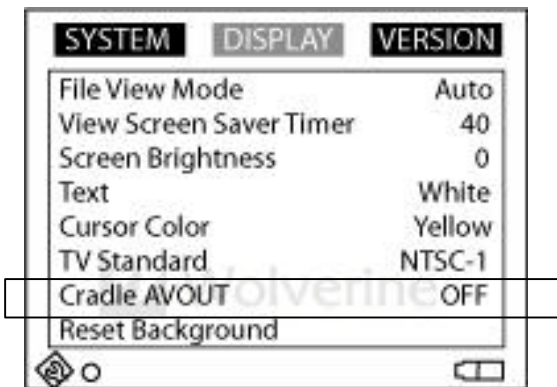 SYSTEM DISPLAY VERSION
File View Mode Auto
View Screen Saver Timer 40
Screen Brightness 0
Text White
Cursor Color Yellow
TV Standard NTSC-1
Cradle AVOUT OFF
Reset Background
Wolverine